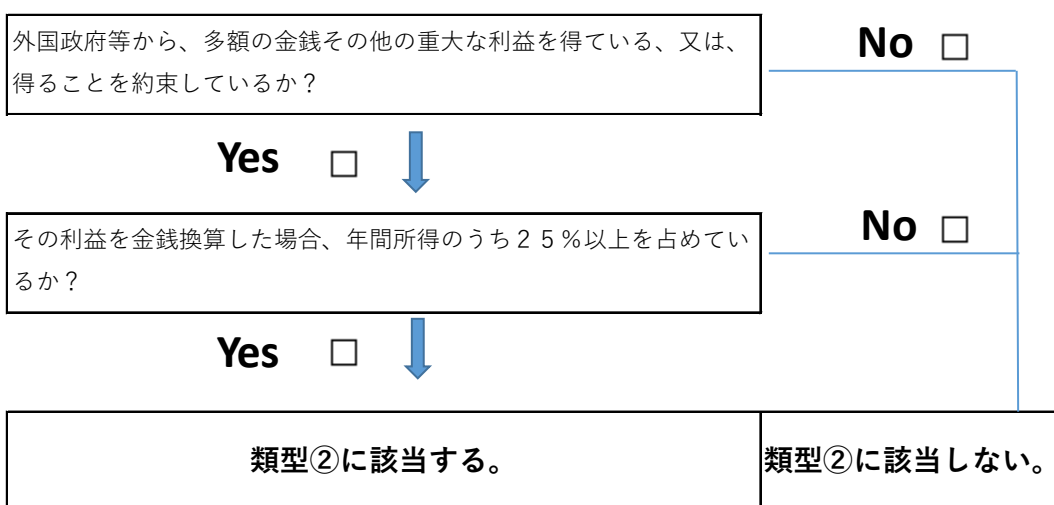 外国政府等から、多額の金銭その他の重大な利益を得ている、又は、
得ることを約束しているか？
No □
Yes □
その利益を金銭換算した場合、年間所得のうち２５％以上を占めてい
るか？
No □
Yes □
類型②に該当する。
類型②に該当しない。